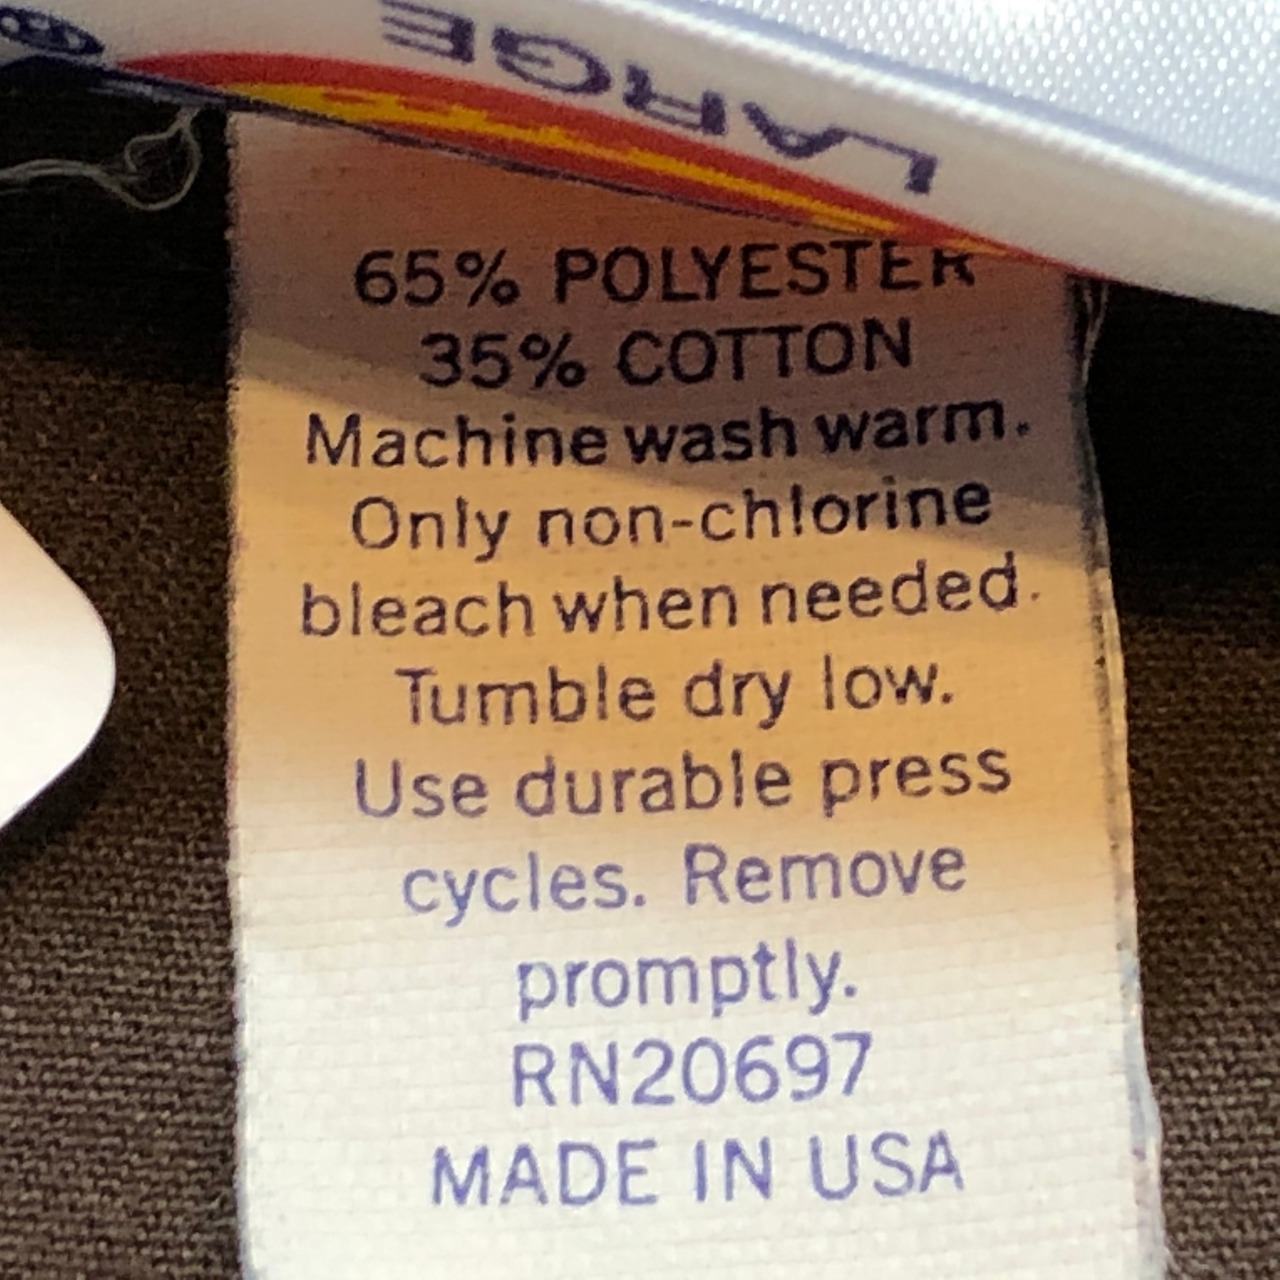 LARGE
65% POLYESTER
35% COTTON
Machine wash warm.
Only non-chlorine
bleach when needed.
Tumble dry low.
Use durable press
cycles. Remove
promptly.
RN20697
MADE IN USA